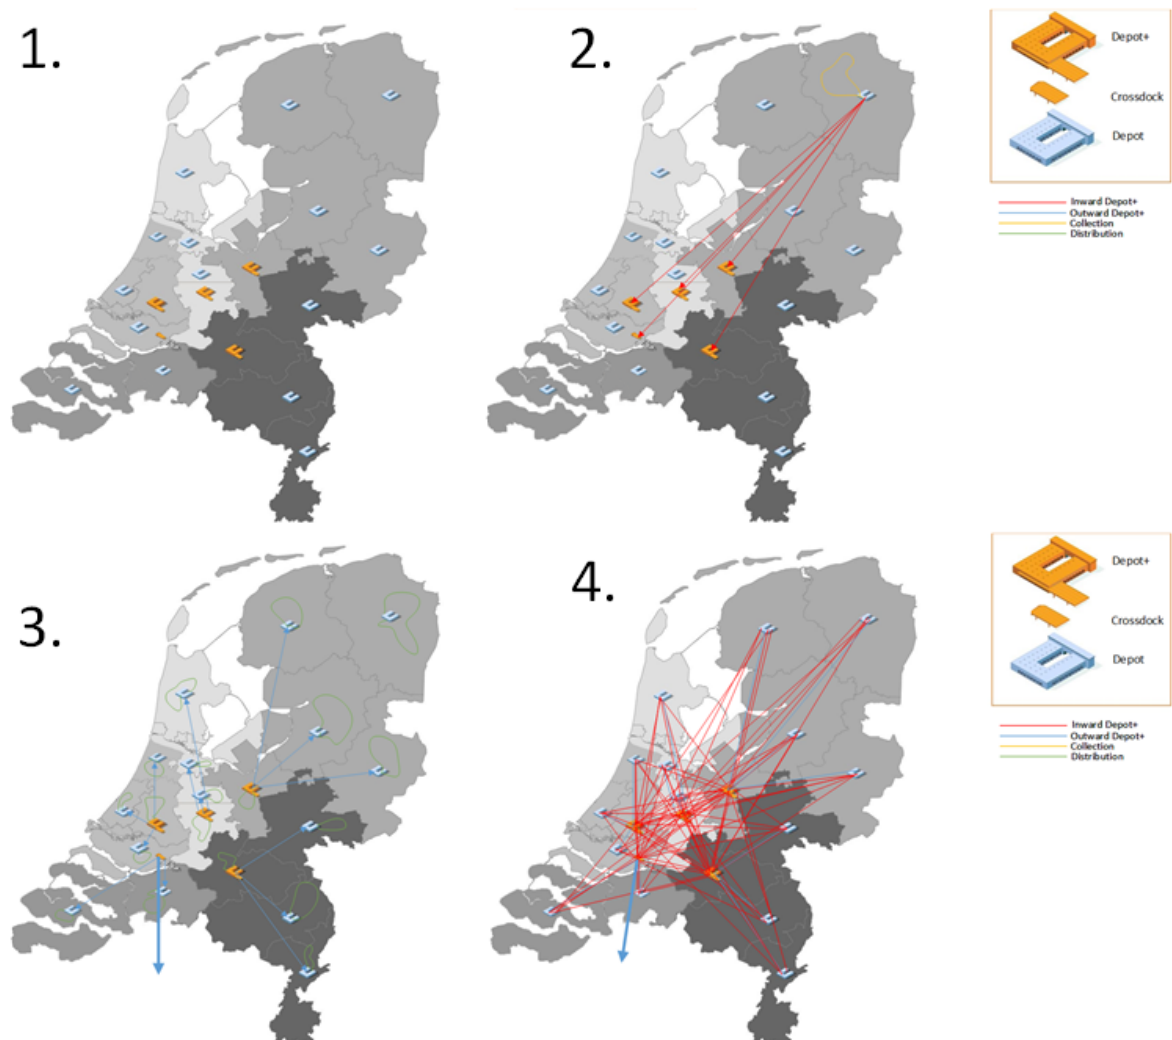 1.
2.
Depot+
Crossdock
Depot
Inward Depot+
Outward Depot+
Collection
Distribution
3.
4.
Depot+
Crossdock
Depot
Inward Depot+
Outward Depot+
Collection
Distribution